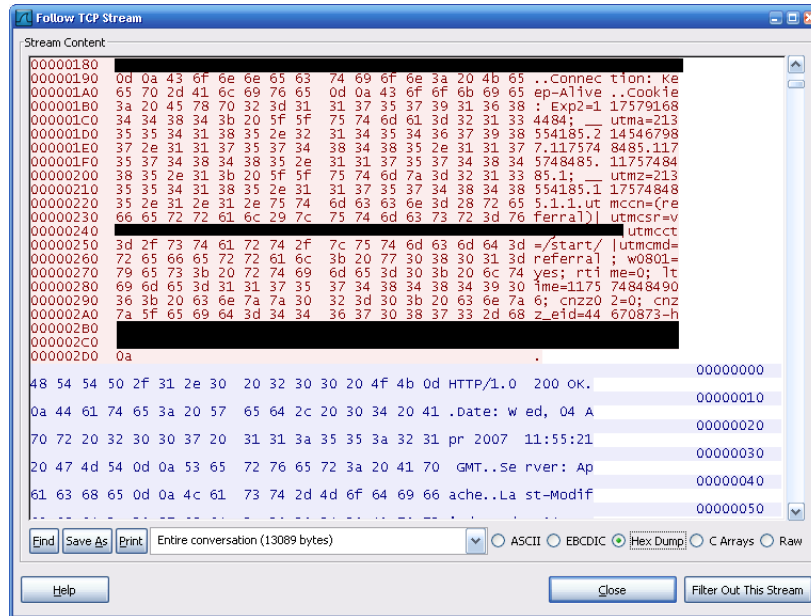 Follow TCP Stream
Stream Content
00000180
00000190 0d 0a 43 6f 6e 6e 65 63 74 69 6f 6e 3a 20 4b 65 ..Connec tion: Ke
000001A0 65 70 2d 41 6c 69 76 65 0d 0a 43 6f 6f 6b 69 65 ep-Alive ..Cookie
000001B0 3a 20 45 78 70 32 3d 31 31 37 35 37 39 31 36 38 : Exp2=1 17579168
000001C0 34 34 38 34 3b 20 5f 5f 75 74 6d 61 3d 32 31 33 4484; __ utma=213
000001D0 35 35 34 31 38 35 2e 32 31 34 35 34 36 37 39 38 554185.2 14546798
000001E0 37 2e 31 31 37 35 37 34 38 34 38 35 2e 31 31 37 7.117574 8485.117
000001F0 35 37 34 38 34 38 35 2e 31 31 37 35 37 34 38 34 5748485. 11757484
00000200 38 35 2e 31 3b 20 5f 5f 75 74 6d 7a 3d 32 31 33 85.1; __ utmz=213
00000210 35 35 34 31 38 35 2e 31 31 37 35 37 34 38 34 38 554185.1 17574848
00000220 35 2e 31 2e 31 2e 75 74 6d 63 63 6e 3d 28 72 65 5.1.1.ut mccn=(re
00000230 66 65 72 72 61 6c 29 7c 75 74 6d 63 73 72 3d 76 ferral)| utmcsr=v
00000240 |utmcct
00000250 3d 2f 73 74 61 72 74 2f 7c 75 74 6d 63 6d 64 3d =/start/ |utmcmd=
00000260 72 65 66 65 72 72 61 6c 3b 20 77 30 38 30 31 3d referral ; w0801=
00000270 79 65 73 3b 20 72 74 69 6d 65 3d 30 3b 20 6c 74 yes; rti me=0; lt
00000280 69 6d 65 3d 31 31 37 35 37 34 38 34 38 34 39 30 ime=1175 74848490
00000290 36 3b 20 63 6e 7a 7a 30 32 3d 30 3b 20 63 6e 7a 6; cnzz0 2=0; cnz
000002A0 7a 5f 65 69 64 3d 34 34 36 37 30 38 37 33 2d 68 z_eid=44 670873-h
000002B0
000002C0
000002D0 0a .
00000000
48 54 54 50 2f 31 2e 30 20 32 30 30 20 4f 4b 0d HTTP/1.0 200 OK.
00000010
0a 44 61 74 65 3a 20 57 65 64 2c 20 30 34 20 41 .Date: W ed, 04 A
00000020
70 72 20 32 30 30 37 20 31 31 3a 35 35 3a 32 31 pr 2007 11:55:21
00000030
20 47 4d 54 0d 0a 53 65 72 76 65 72 3a 20 41 70 GMT..Se rver: Ap
00000040
61 63 68 65 0d 0a 4c 61 73 74 2d 4d 6f 64 69 66 ache..La st-Modif
00000050
Find Save As Print Entire conversation (13089 bytes) ASCII EBCDIC Hex Dump C Arrays Raw
Help Close Filter Out This Stream